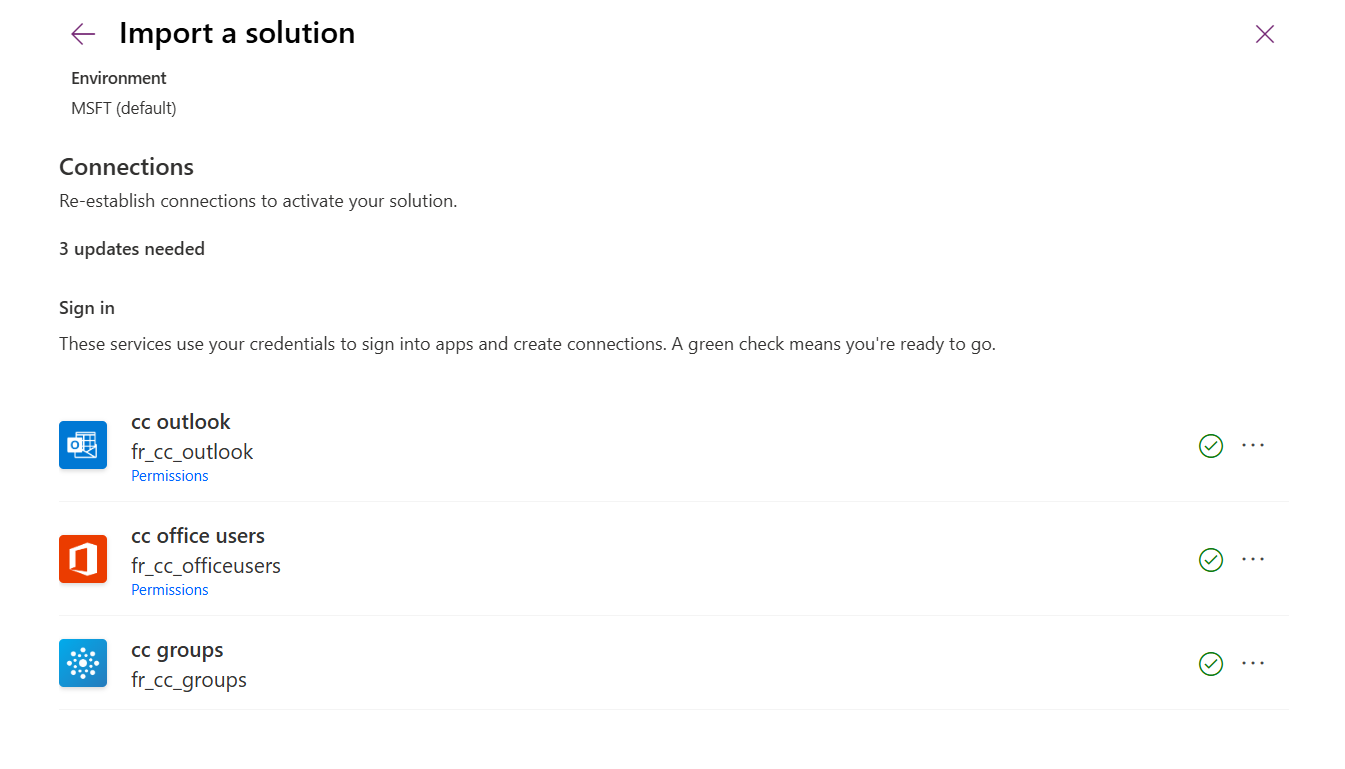 Import a solution
Environment
MSFT (default)
Connections
Re-establish connections to activate your solution.
3 updates needed
Sign in
These services use your credentials to sign into apps and create connections. A green check means you're ready to go.
cc outlook
fr_cc_outlook
Permissions
cc office users
fr_cc_officeusers
Permissions
cc groups
fr_cc_groups